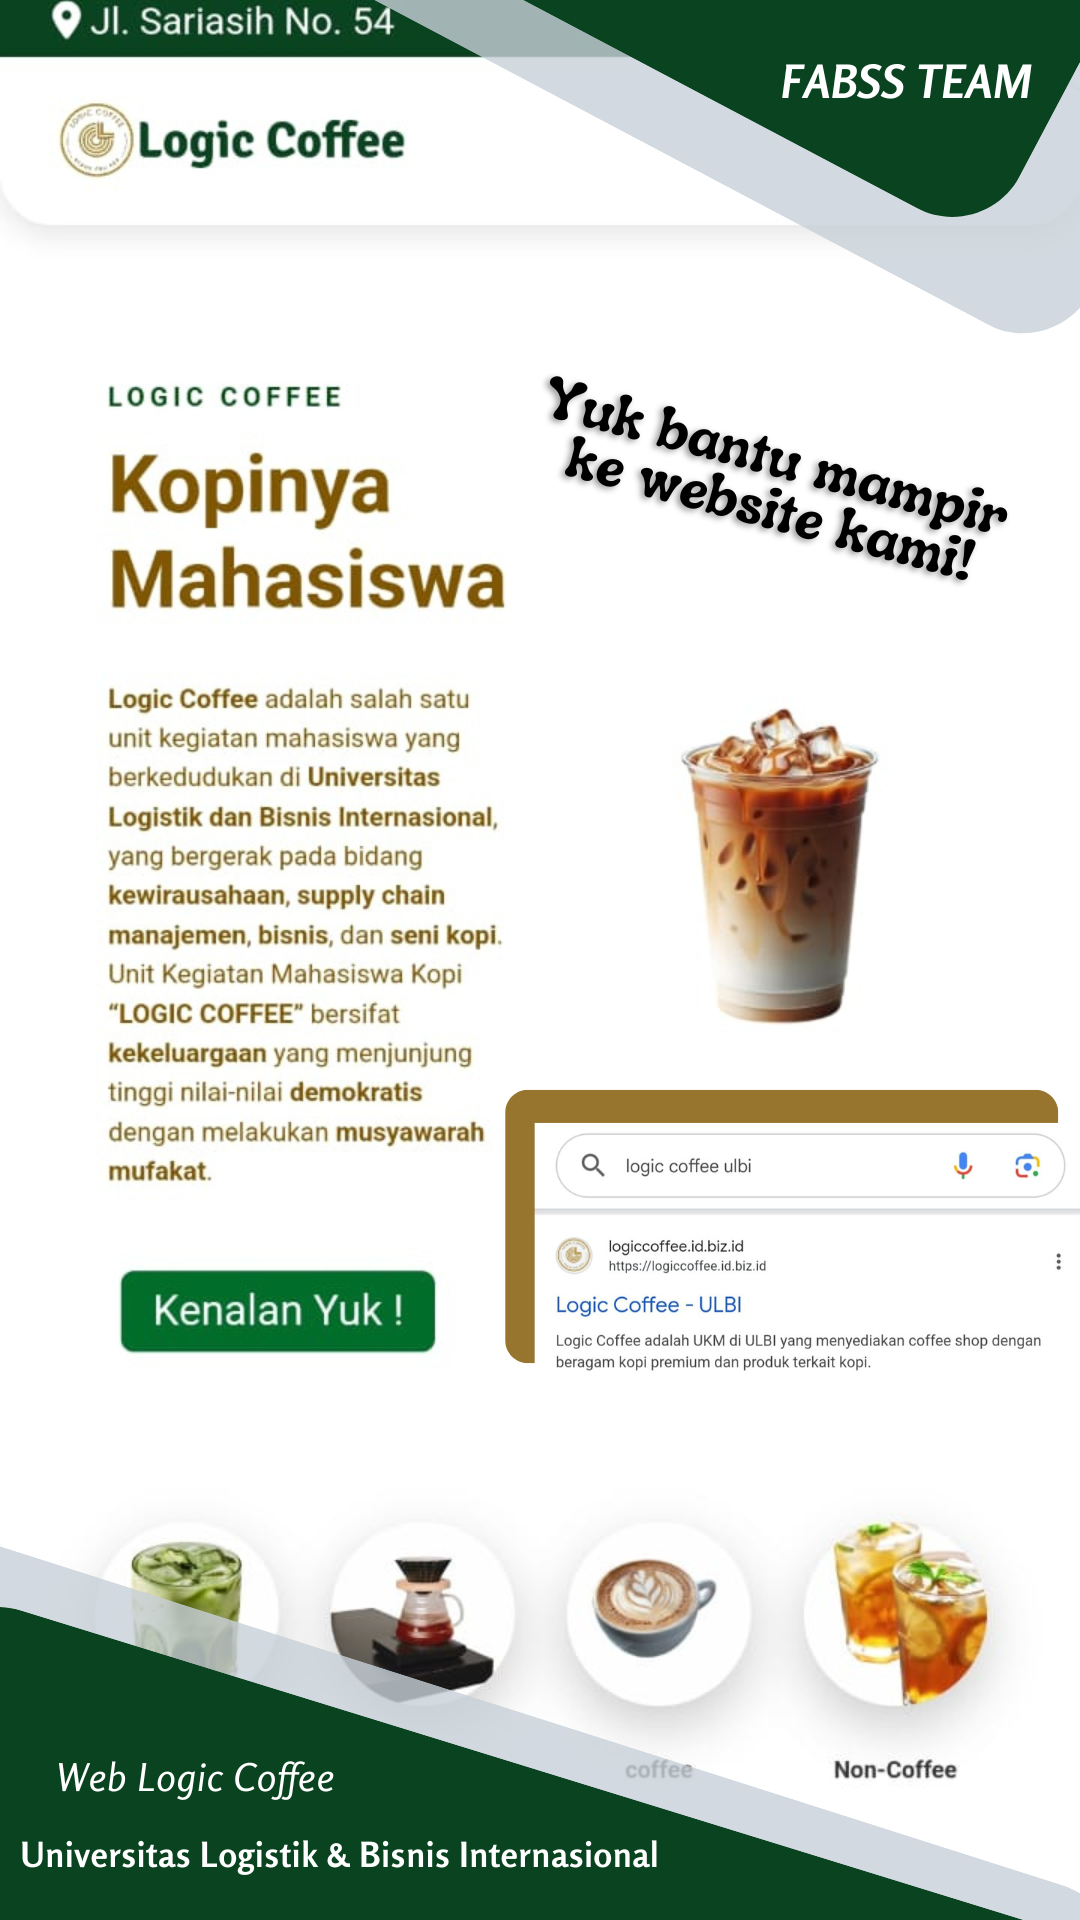 Jl. Sariasih No. 54
FABSS TEAM
Logic Coffee
LOGIC COFFEE
Kopinya
Mahasiswa
Yuk bantu mampir
ke website kami!
Logic Coffee adalah salah satu
unit kegiatan mahasiswa yang
berkedudukan di Universitas
Logistik dan Bisnis Internasional,
yang bergerak pada bidang
kewirausahaan, supply chain
manajemen, bisnis, dan seni kopi.
Unit Kegiatan Mahasiswa Kopi
“LOGIC COFFEE” bersifat
kekeluargaan yang menjunjung
tinggi nilai-nilai demokratis
dengan melakukan musyawarah
mufakat.
Kenalan Yuk !
logic coffee ulbi
logiccoffee.id.biz.id
https://logiccoffee.id.biz.id
Logic Coffee - ULBI
Logic Coffee adalah UKM di ULBI yang menyediakan coffee shop dengan
beragam kopi premium dan produk terkait kopi.
coffee
Non-Coffee
Web Logic Coffee
Universitas Logistik & Bisnis Internasional